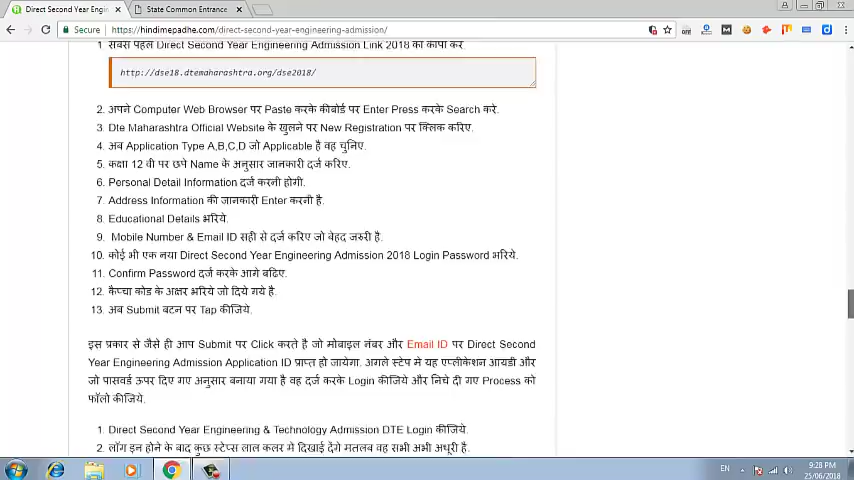 Direct Second Year Engin
State Common Entrance
Secure
https://hindimepadhe.com/direct-second-year-engineering-admission/
1. सबसे पहले Direct Second Year Engineering Admission Link 2018 को कॉपी करे
http://dse18.dtemaharashtra.org/dse2018/
2. अपने Computer Web Browser पर Paste करके कीबोर्ड पर Enter Press करके Search करे.
3. Dte Maharashtra Official Website के खुलने पर New Registration पर क्लिक करिए.
4. अब Application Type A,B,C,D जो Applicable है वह चुनिए.
5. कक्षा 12 वी पर छपे Name के अनुसार जानकारी दर्ज करिए.
6. Personal Detail Information दर्ज करनी होगी.
7. Address Information की जानकारी Enter करनी है.
8. Educational Details भरिये.
9. Mobile Number & Email ID सही से दर्ज करिए जो बेहद जरुरी है.
10. कोई भी एक नया Direct Second Year Engineering Admission 2018 Login Password भरिये.
11. Confirm Password दर्ज करके आगे बढिए.
12. कैप्चा कोड के अक्षर भरिये जो दिये गये है.
13. अब Submit बटन पर Tap कीजिये.
इस प्रकार से जैसे ही आप Submit पर Click करते है जो मोबाइल नंबर और Email ID पर Direct Second
Year Engineering Admission Application ID प्राप्त हो जायेगा. अगले स्टेप मे यह एप्लीकेशन आयडी और
जो पासवर्ड ऊपर दिए गए अनुसार बनाया गया है वह दर्ज करके Login कीजिये और निचे दी गए Process को
फॉलो कीजिये.
1. Direct Second Year Engineering & Technology Admission DTE Login कीजिये.
2. लॉग इन होने के बाद कुछ स्टेप्स लाल कलर मे दिखाई देंगे मतलब वह सभी अभी अधूरी है.
EN
9:28 PM
25/06/2018